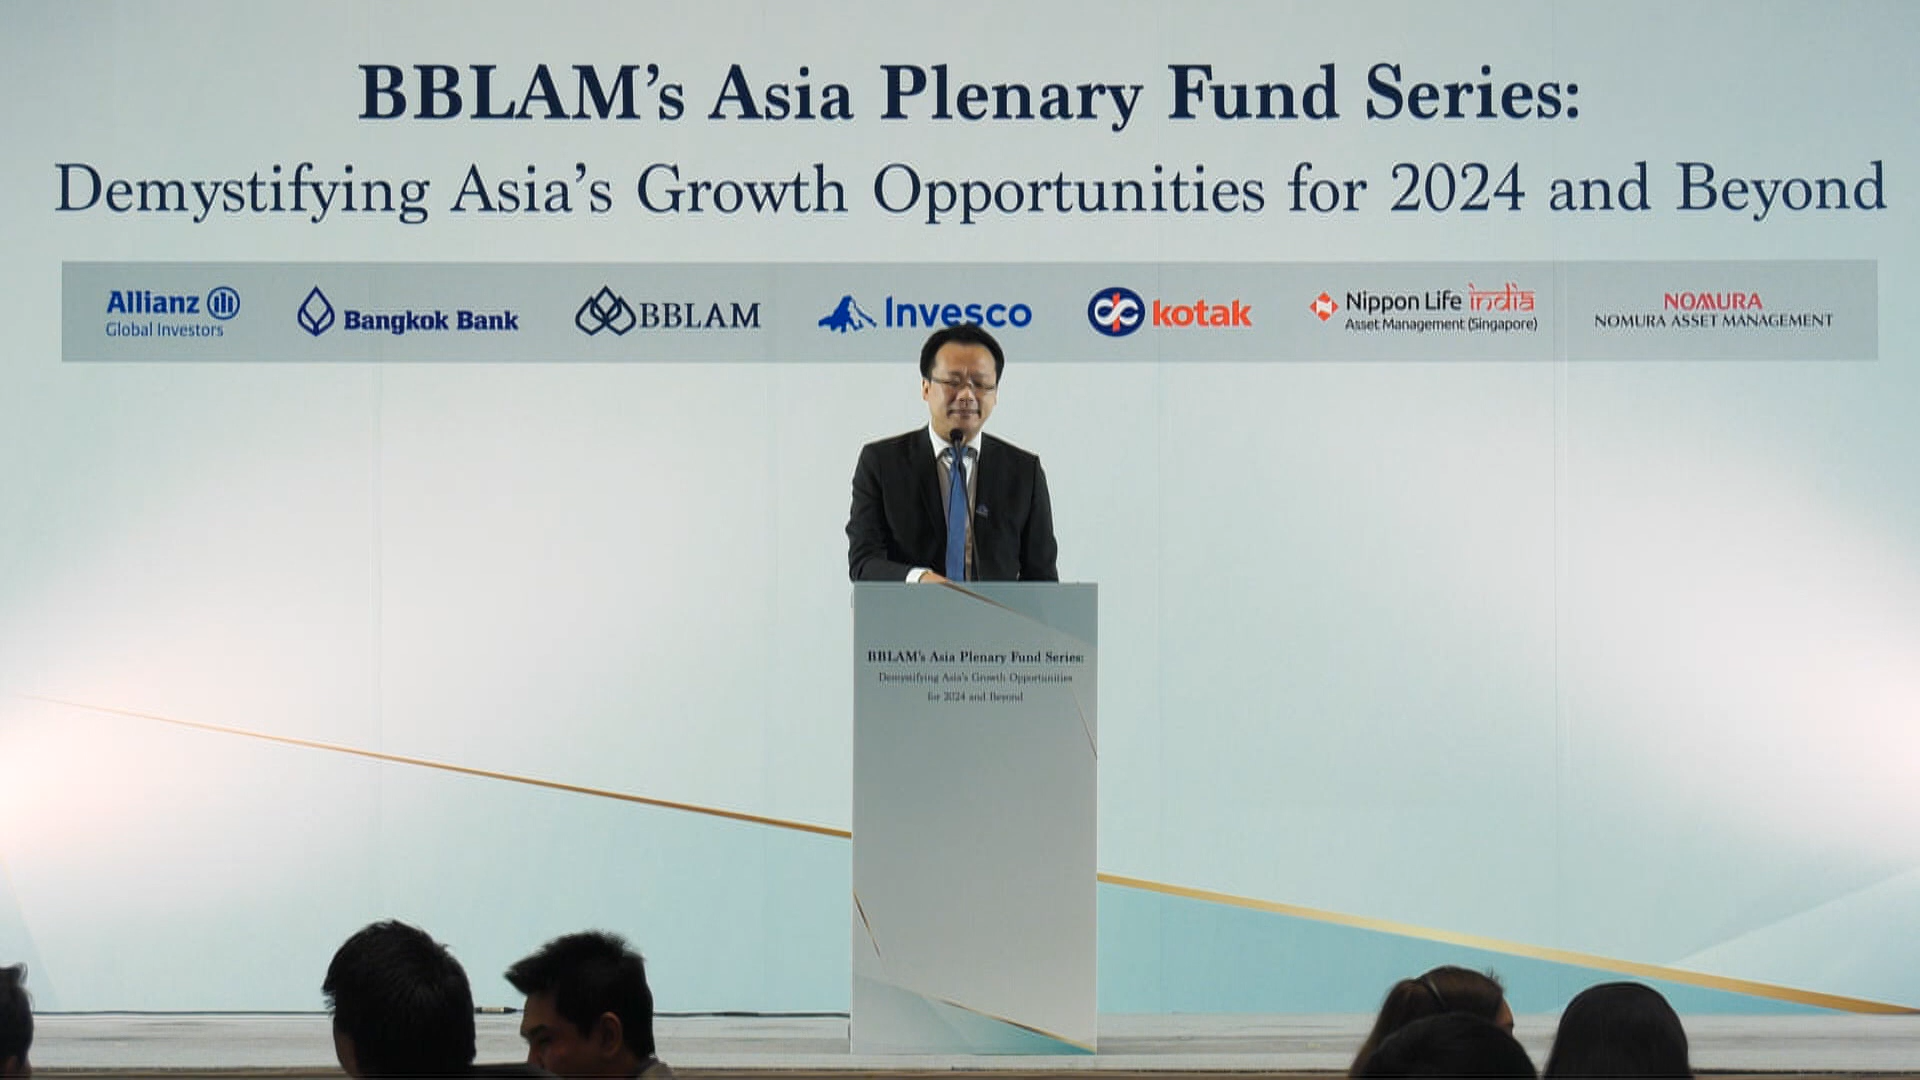 BBLAM's Asia Plenary Fund Series:
Demystifying Asia's Growth Opportunities for 2024 and Beyond
Allianz
Global Investors
Bangkok Bank
BBLAM
Invesco
kotak
Nippon Life india
Asset Management (Singapore)
NOMURA
NOMURA ASSET MANAGEMENT
BBLAM's Asia Plenary Fund Series:
Demystifying Asia's Growth Opportunities
for 2024 and Beyond